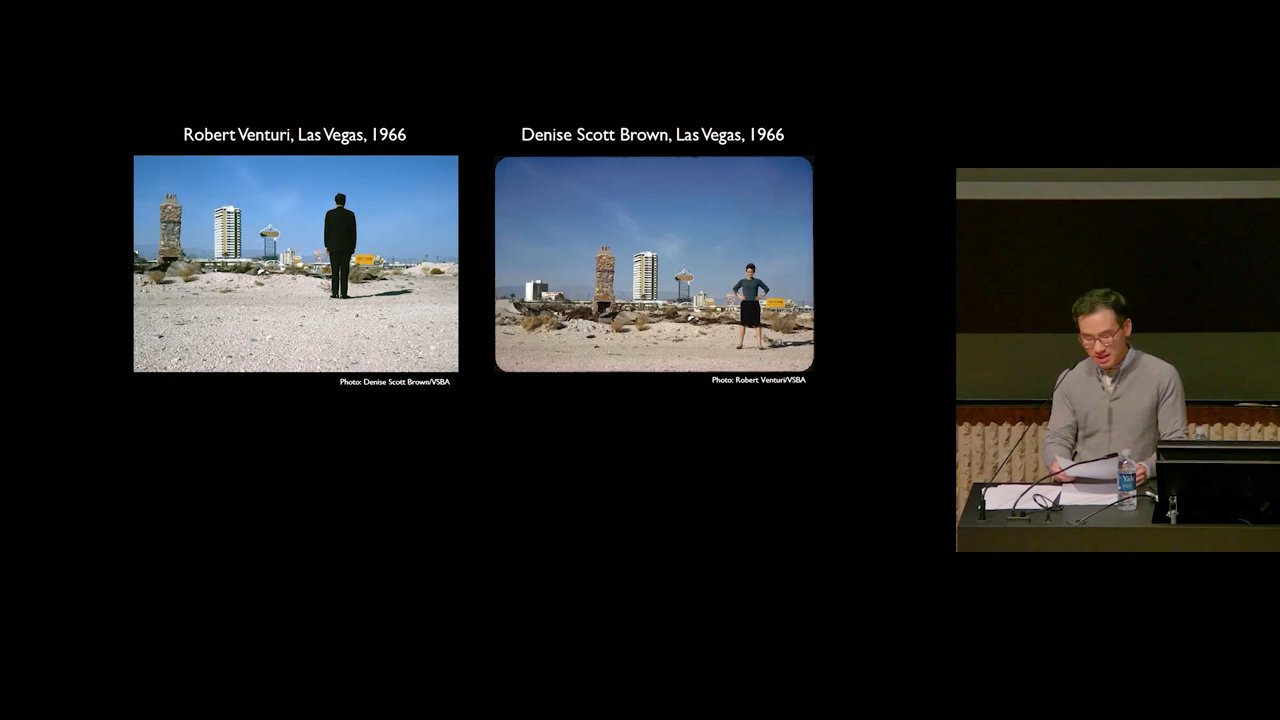 Robert Venturi, Las Vegas, 1966
Denise Scott Brown, Las Vegas, 1966
Photo: Denise Scott Brown/VSBA
Photo: Robert Venturi/VSBA
Yale